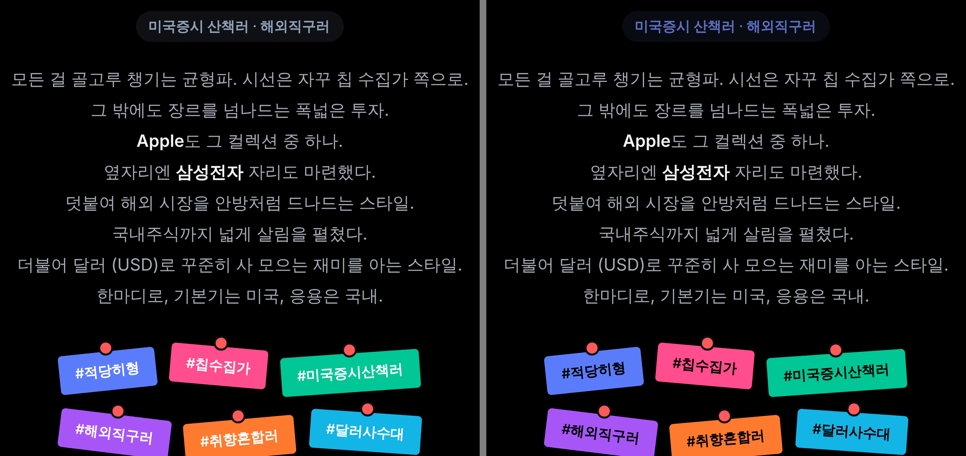 미국증시 산책러 · 해외직구러
모든 걸 골고루 챙기는 균형파. 시선은 자꾸 칩 수집가 쪽으로.
그 밖에도 장르를 넘나드는 폭넓은 투자.
Apple도 그 컬렉션 중 하나.
옆자리엔 삼성전자 자리도 마련했다.
덧붙여 해외 시장을 안방처럼 드나드는 스타일.
국내주식까지 넓게 살림을 펼쳤다.
더불어 달러 (USD)로 꾸준히 사 모으는 재미를 아는 스타일.
한마디로, 기본기는 미국, 응용은 국내.
#적당히형 #칩수집가 #미국증시산책러
#해외직구러 #취향혼합러 #달러사수대
미국증시 산책러 · 해외직구러
모든 걸 골고루 챙기는 균형파. 시선은 자꾸 칩 수집가 쪽으로.
그 밖에도 장르를 넘나드는 폭넓은 투자.
Apple도 그 컬렉션 중 하나.
옆자리엔 삼성전자 자리도 마련했다.
덧붙여 해외 시장을 안방처럼 드나드는 스타일.
국내주식까지 넓게 살림을 펼쳤다.
더불어 달러 (USD)로 꾸준히 사 모으는 재미를 아는 스타일.
한마디로, 기본기는 미국, 응용은 국내.
#적당히형 #칩수집가 #미국증시산책러
#해외직구러 #취향혼합러 #달러사수대